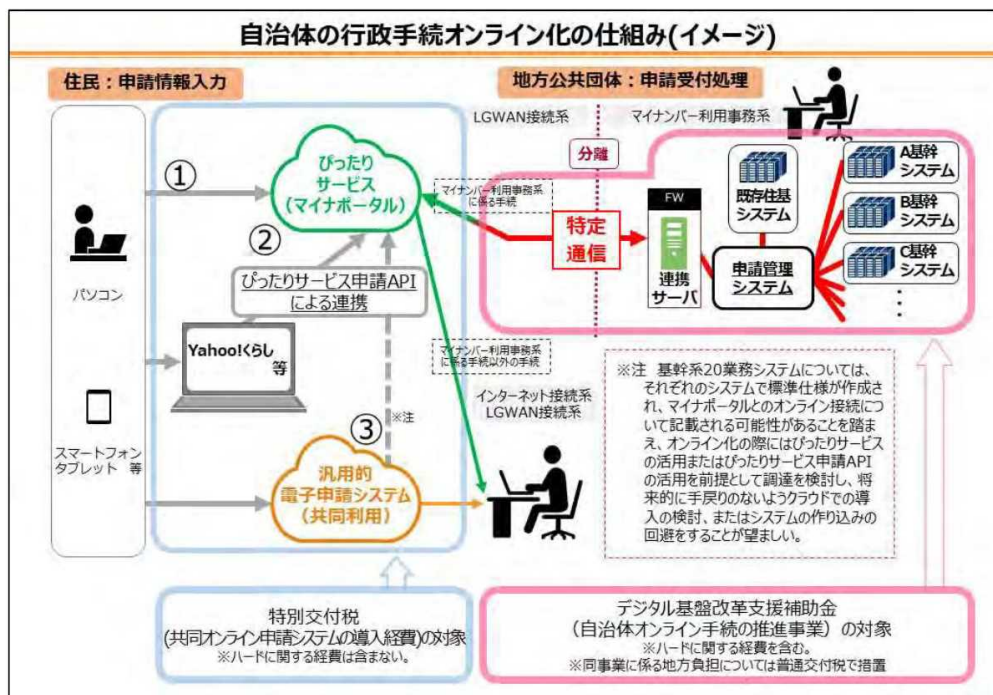 自治体の行政手続オンライン化の仕組み(イメージ)
住民：申請情報入力
地方公共団体：申請受付処理
LGWAN接続系
マイナンバー利用事務系
分離
①
ぴったり
サービス
(マイナポータル)
マイナンバー利用事務系
に係る手続
特定
通信
FW
連携
サーバ
既存住基
システム
申請管理
システム
A基幹
システム
B基幹
システム
C基幹
システム
②
ぴったりサービス申請API
による連携
パソコン
Yahoo!くらし
等
マイナンバー利用事務系
に係る手続以外の手続
インターネット接続系
LGWAN接続系
※注
③
スマートフォン
タブレット 等
汎用的
電子申請システム
(共同利用)
※注 基幹系20業務システムについては、
それぞれのシステムで標準仕様が作成さ
れ、マイナポータルとのオンライン接続につ
いて記載される可能性があることを踏ま
え、オンライン化の際にはぴったりサービス
の活用またはぴったりサービス申請API
の活用を前提として調達を検討し、将
来的に手戻りのないようクラウドでの導
入の検討、またはシステムの作り込みの
回避をすることが望ましい。
特別交付税
(共同オンライン申請システムの導入経費)の対象
※ハードに関する経費は含まない。
デジタル基盤改革支援補助金
（自治体オンライン手続の推進事業）の対象
※ハードに関する経費を含む。
※同事業に係る地方負担については普通交付税で措置